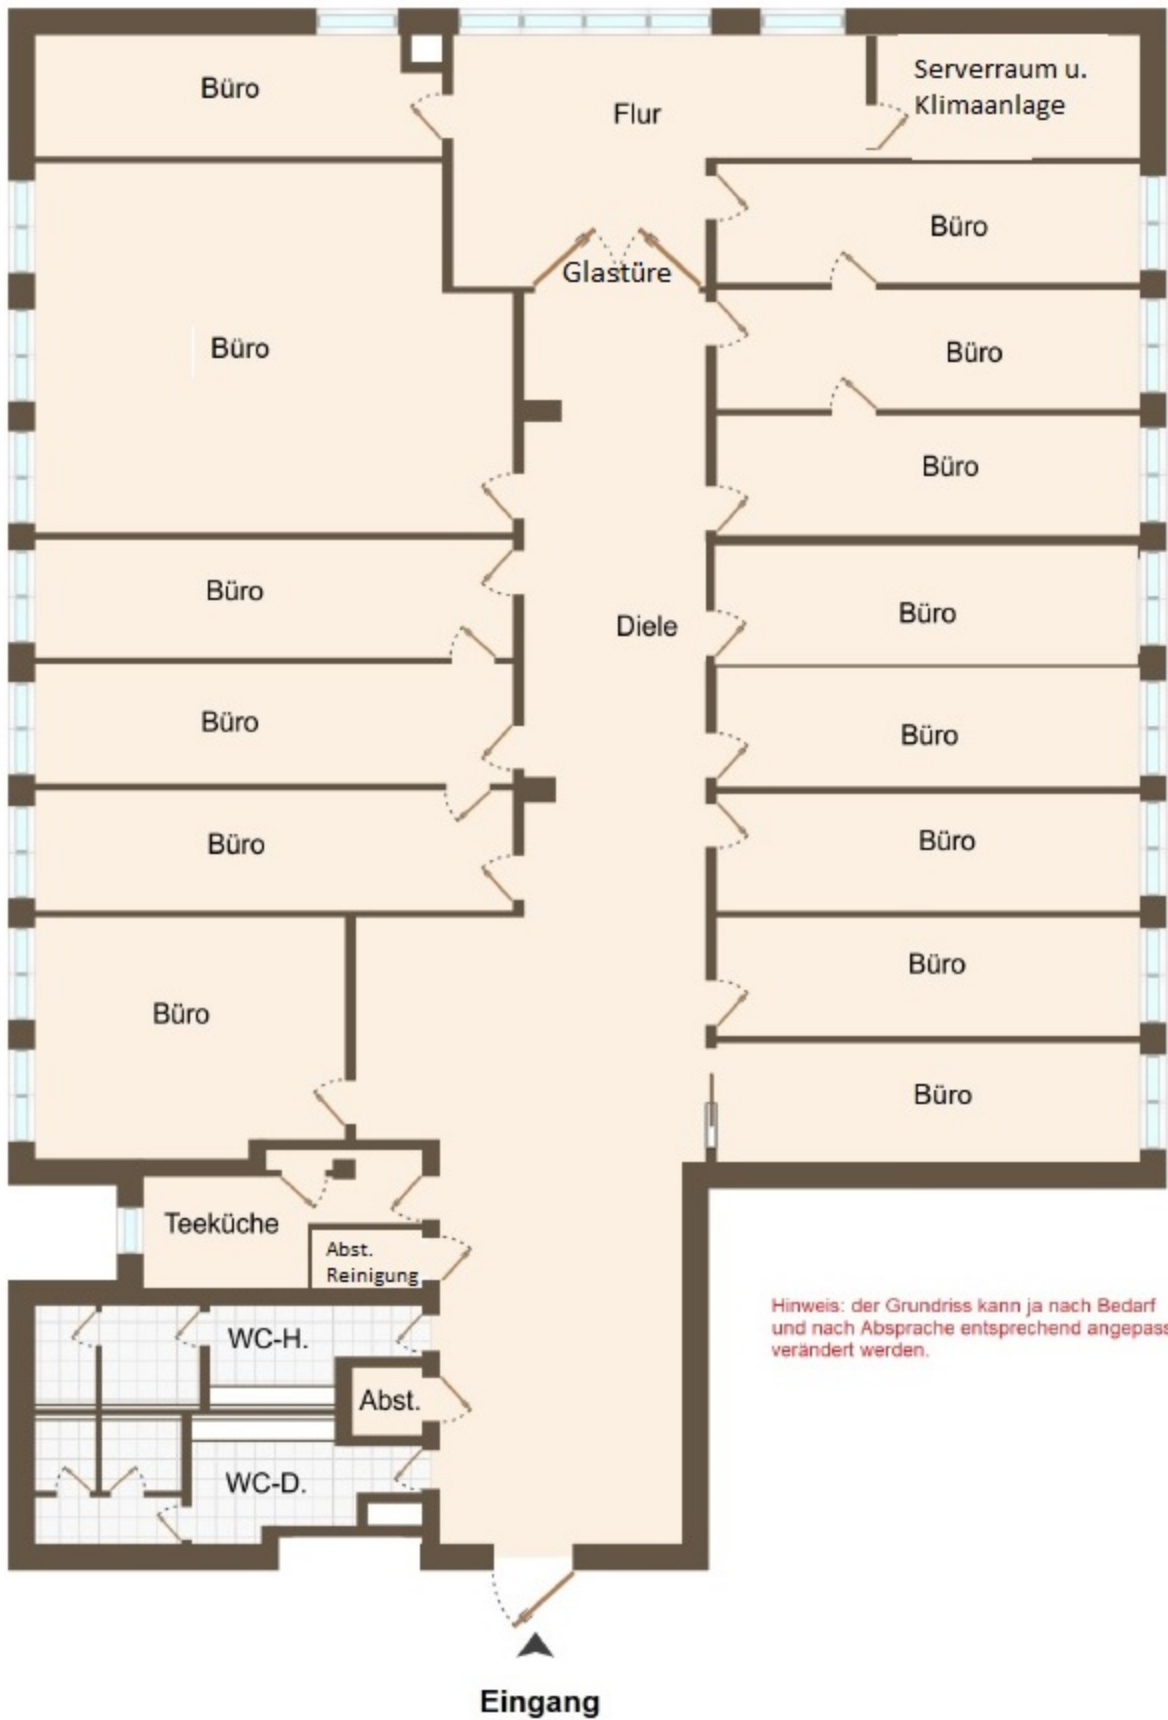 Büro
Flur
Serverraum u.
Klimaanlage
Büro
Glastüre
Büro
Büro
Büro
Büro
Diele
Büro
Büro
Büro
Büro
Büro
Büro
Büro
Büro
Büro
Teeküche
Abst.
Reinigung
Hinweis: der Grundriss kann ja nach Bedarf
und nach Absprache entsprechend angepass
verändert werden.
WC-H.
Abst.
WC-D.
Eingang